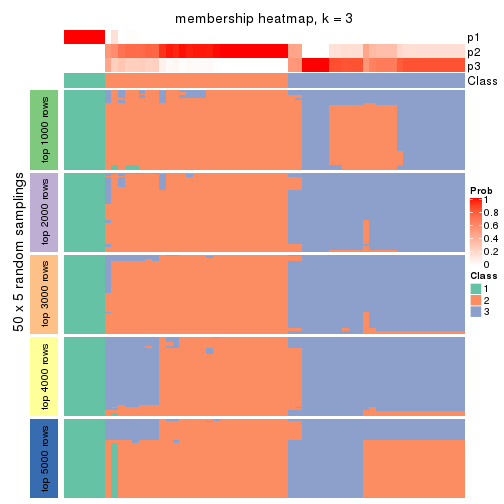 membership heatmap, k = 3
p1
p2
p3
Class
50 x 5 random samplings
top 1000 rows
top 2000 rows
top 3000 rows
top 4000 rows
top 5000 rows
Prob
1
0.8
0.6
0.4
0.2
0
Class
1
2
3